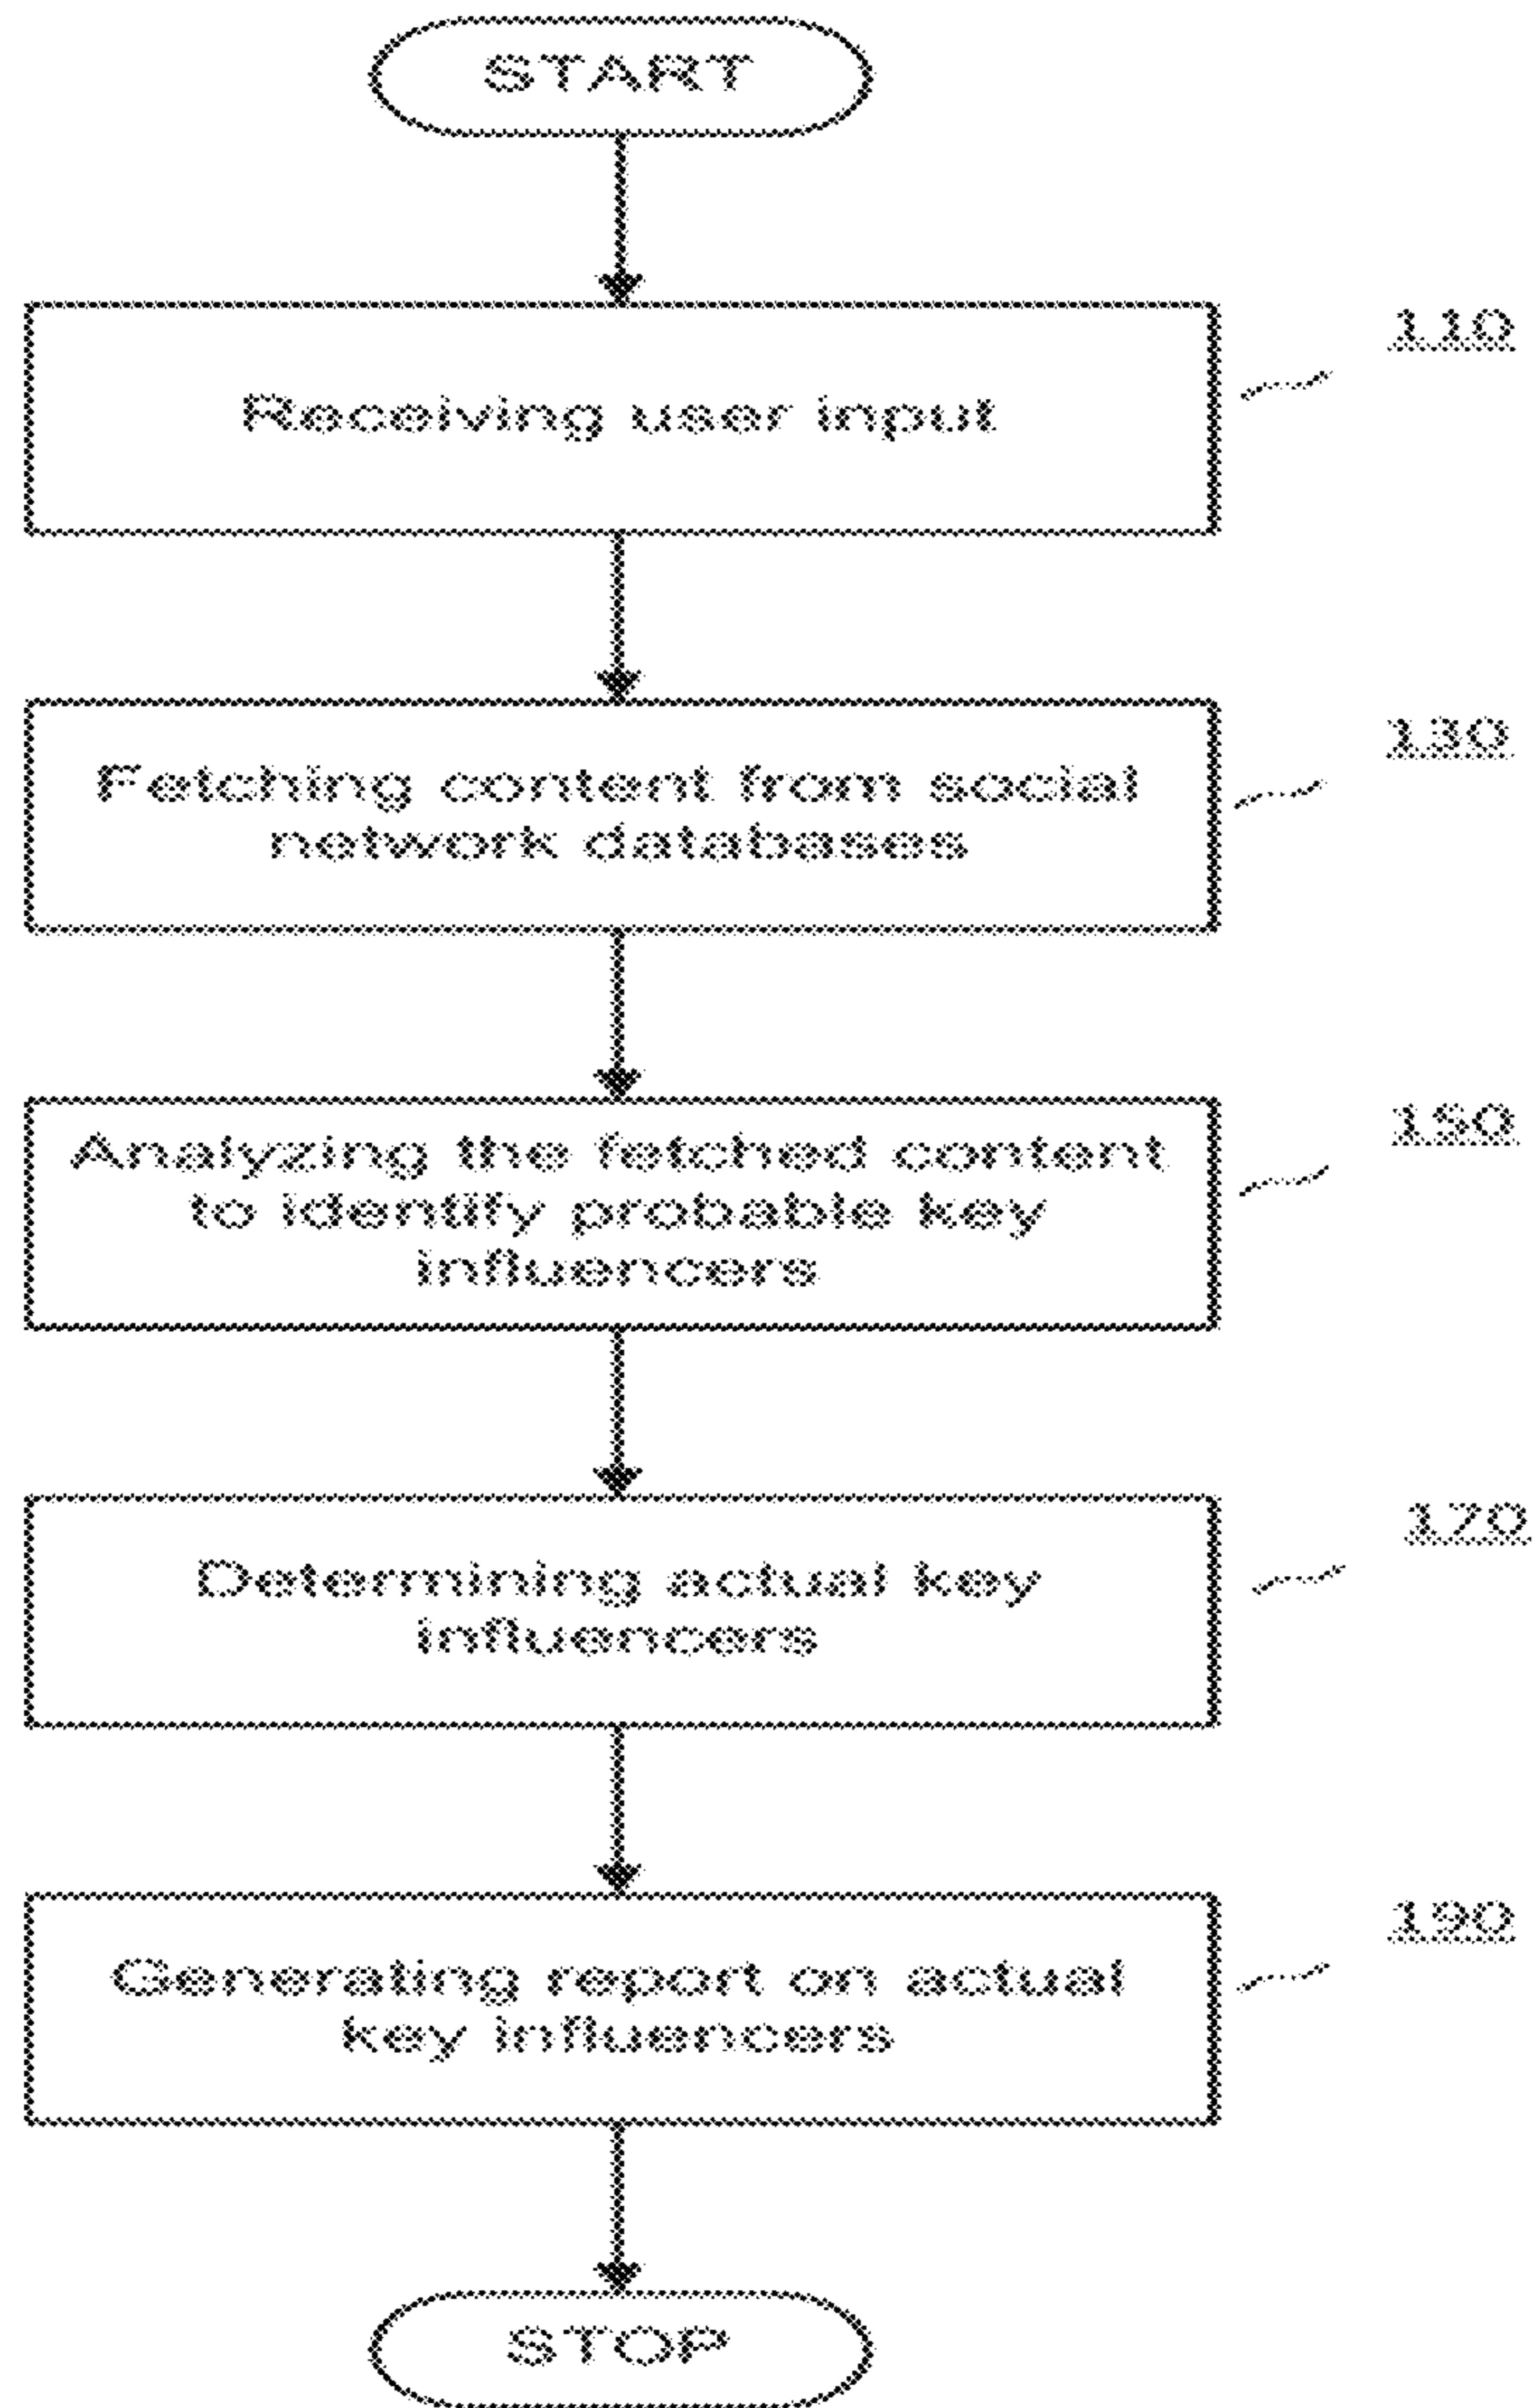 START
110
Receiving user input
130
Fetching content from social
network databases
150
Analyzing the fetched content
to identify probable key
influencers
170
Determining actual key
influencers
190
Generating report on actual
key influencers
STOP